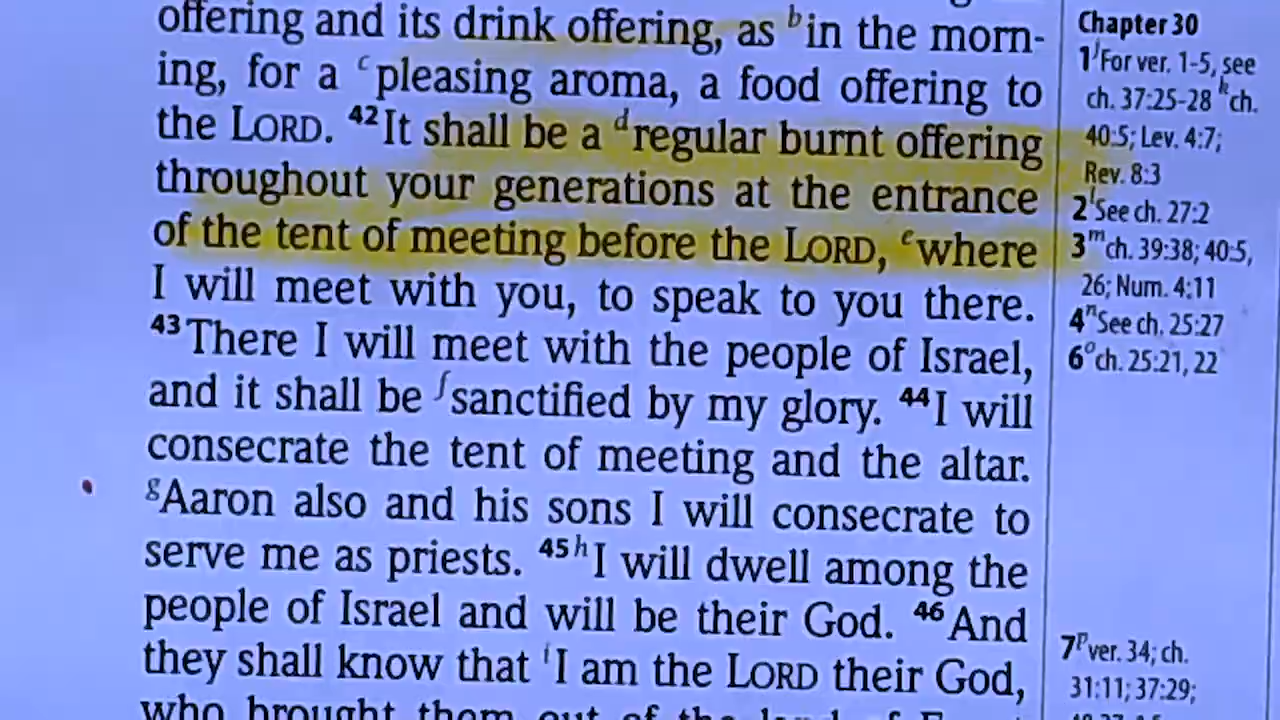 offering and its drink offering, as b in the morn-
ing, for a c pleasing aroma, a food offering to
the LORD. 42 It shall be a d regular burnt offering
throughout your generations at the entrance
of the tent of meeting before the LORD, e where
I will meet with you, to speak to you there.
43 There I will meet with the people of Israel,
and it shall be f sanctified by my glory. 44 I will
consecrate the tent of meeting and the altar.
g Aaron also and his sons I will consecrate to
serve me as priests. 45 h I will dwell among the
people of Israel and will be their God. 46 And
they shall know that i I am the LORD their God,
who brought them out of the land of
Chapter 30
1 j For ver. 1-5, see
ch. 37:25-28 k ch.
40:5; Lev. 4:7;
Rev. 8:3
2 l See ch. 27:2
3 m ch. 39:38; 40:5,
26; Num. 4:11
4 n See ch. 25:27
6 o ch. 25:21, 22
7 p ver. 34; ch.
31:11; 37:29;